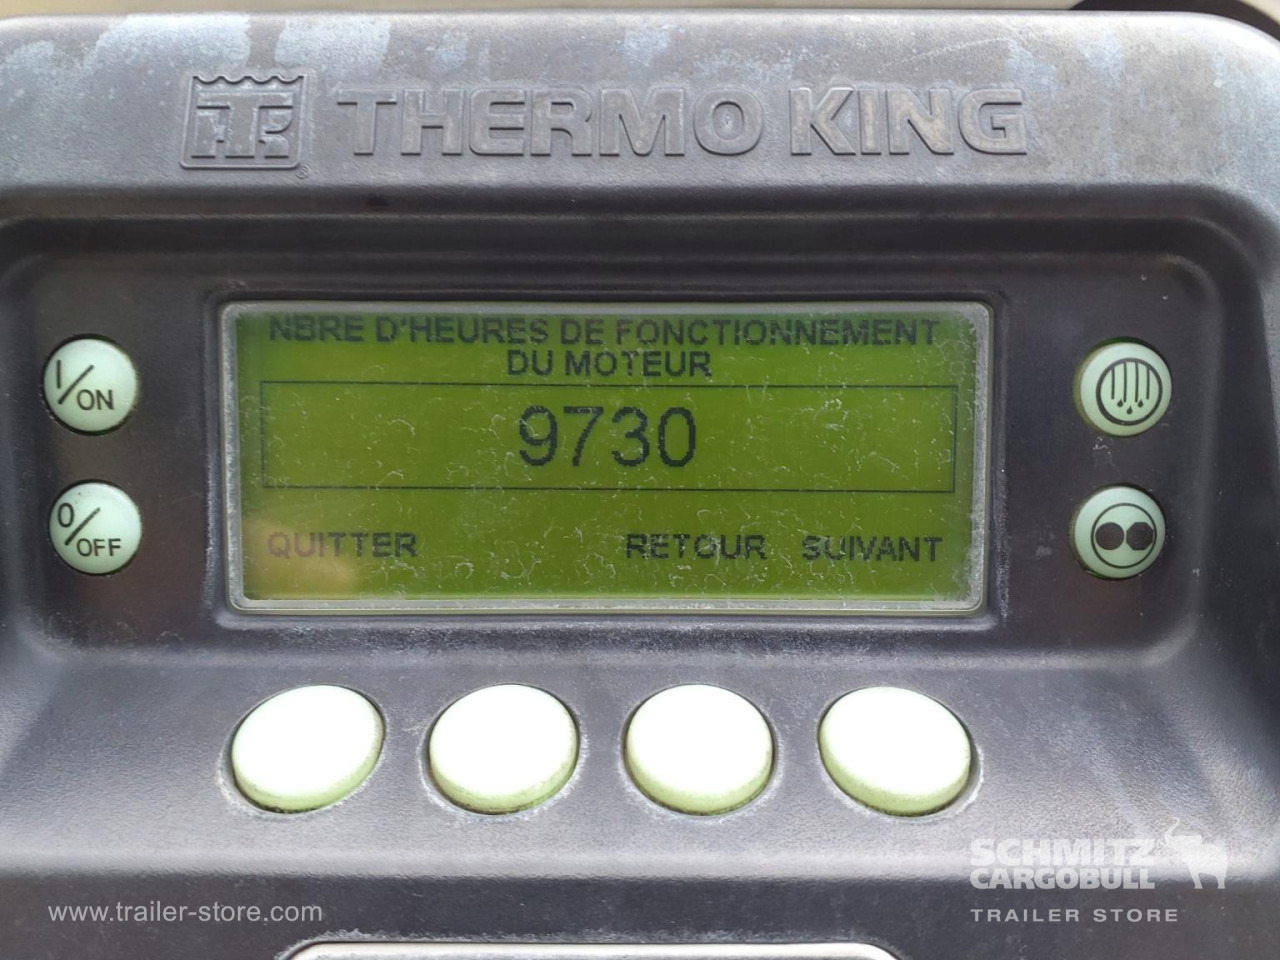 TK
THERMO KING
®
NBRE D'HEURES DE FONCTIONNEMENT
DU MOTEUR
I/ON
9730
O/OFF
QUITTER RETOUR SUIVANT
SCHMITZ
CARGOBULL
www.trailer-store.com
TRAILER STORE